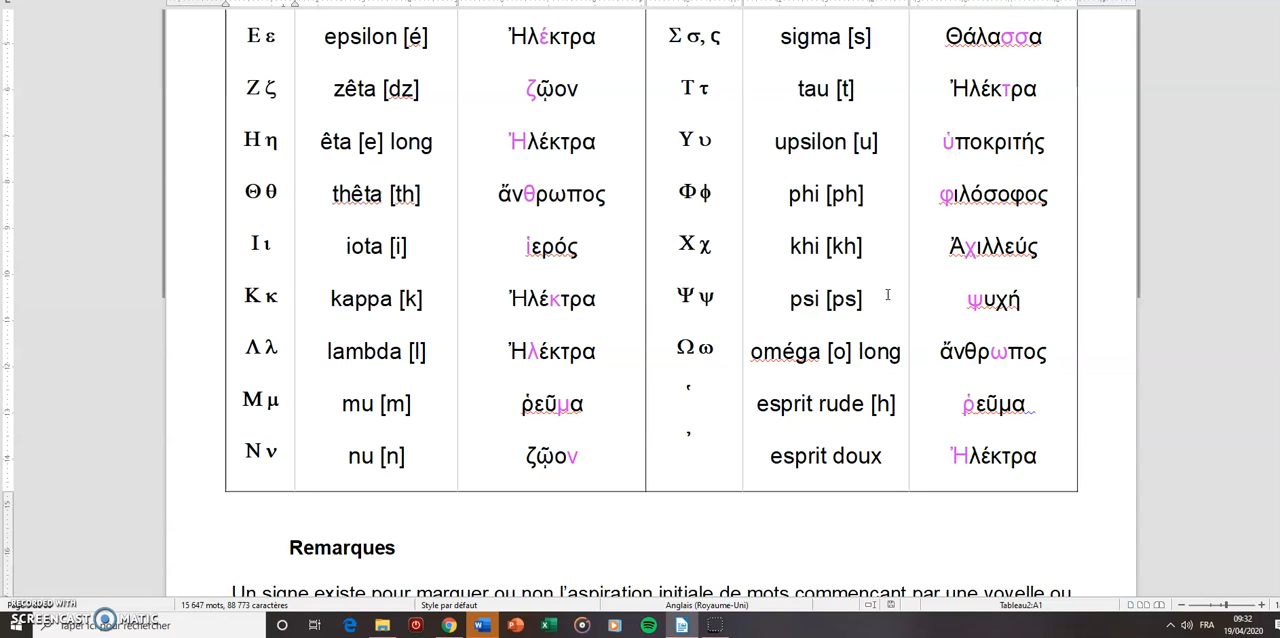 Ε ε epsilon [é] Ἠλέκτρα Σ σ, ς sigma [s] Θάλασσα
Ζ ζ zêta [dz] ζῷον Τ τ tau [t] Ἠλέκτρα
Η η êta [e] long Ἠλέκτρα Υ υ upsilon [u] ὑποκριτής
Θ θ thêta [th] ἄνθρωπος Φ ϕ phi [ph] φιλόσοφος
Ι ι iota [i] ἱερός Χ χ khi [kh] Ἀχιλλεύς
Κ κ kappa [k] Ἠλέκτρα Ψ ψ psi [ps] ψυχή
Λ λ lambda [l] Ἠλέκτρα Ω ω oméga [o] long ἄνθρωπος
Μ μ mu [m] ῥεῦμα ῾ esprit rude [h] ῥεῦμα
Ν ν nu [n] ζῷον ᾿ esprit doux Ἠλέκτρα
Remarques
Un signe existe pour marquer ou non l'aspiration initiale de mots commençant par une voyelle ou
15 647 mots, 88 773 caractères Style par défaut Anglais (Royaume-Uni) Tableau2:A1
RECORDED WITH
SCREENCAST MATIC
Taper ici pour rechercher
FRA
09:32
19/04/2020